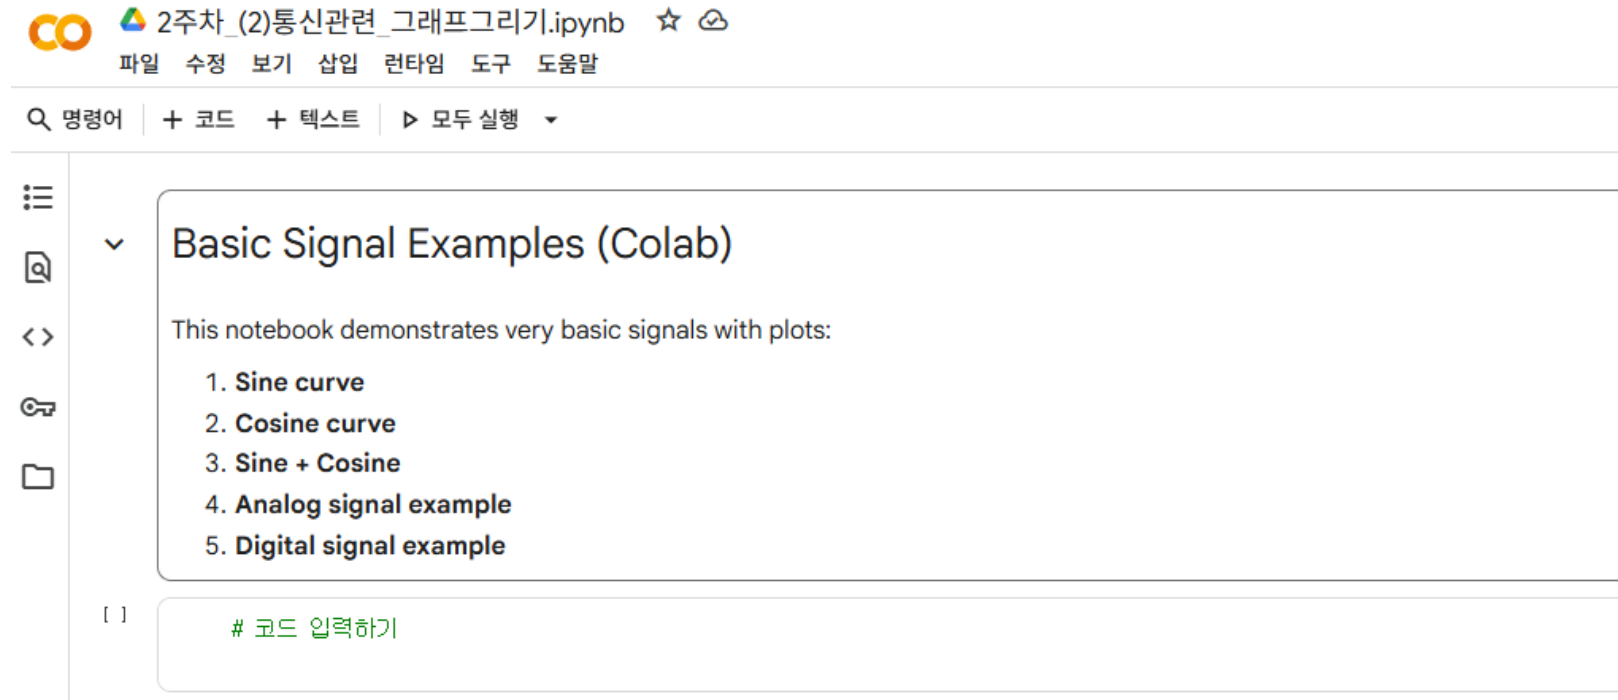 2주차_(2)통신관련_그래프그리기.ipynb
파일 수정 보기 삽입 런타임 도구 도움말
명령어 + 코드 + 텍스트 모두 실행
Basic Signal Examples (Colab)
This notebook demonstrates very basic signals with plots:
1. Sine curve
2. Cosine curve
3. Sine + Cosine
4. Analog signal example
5. Digital signal example
[ ] # 코드 입력하기